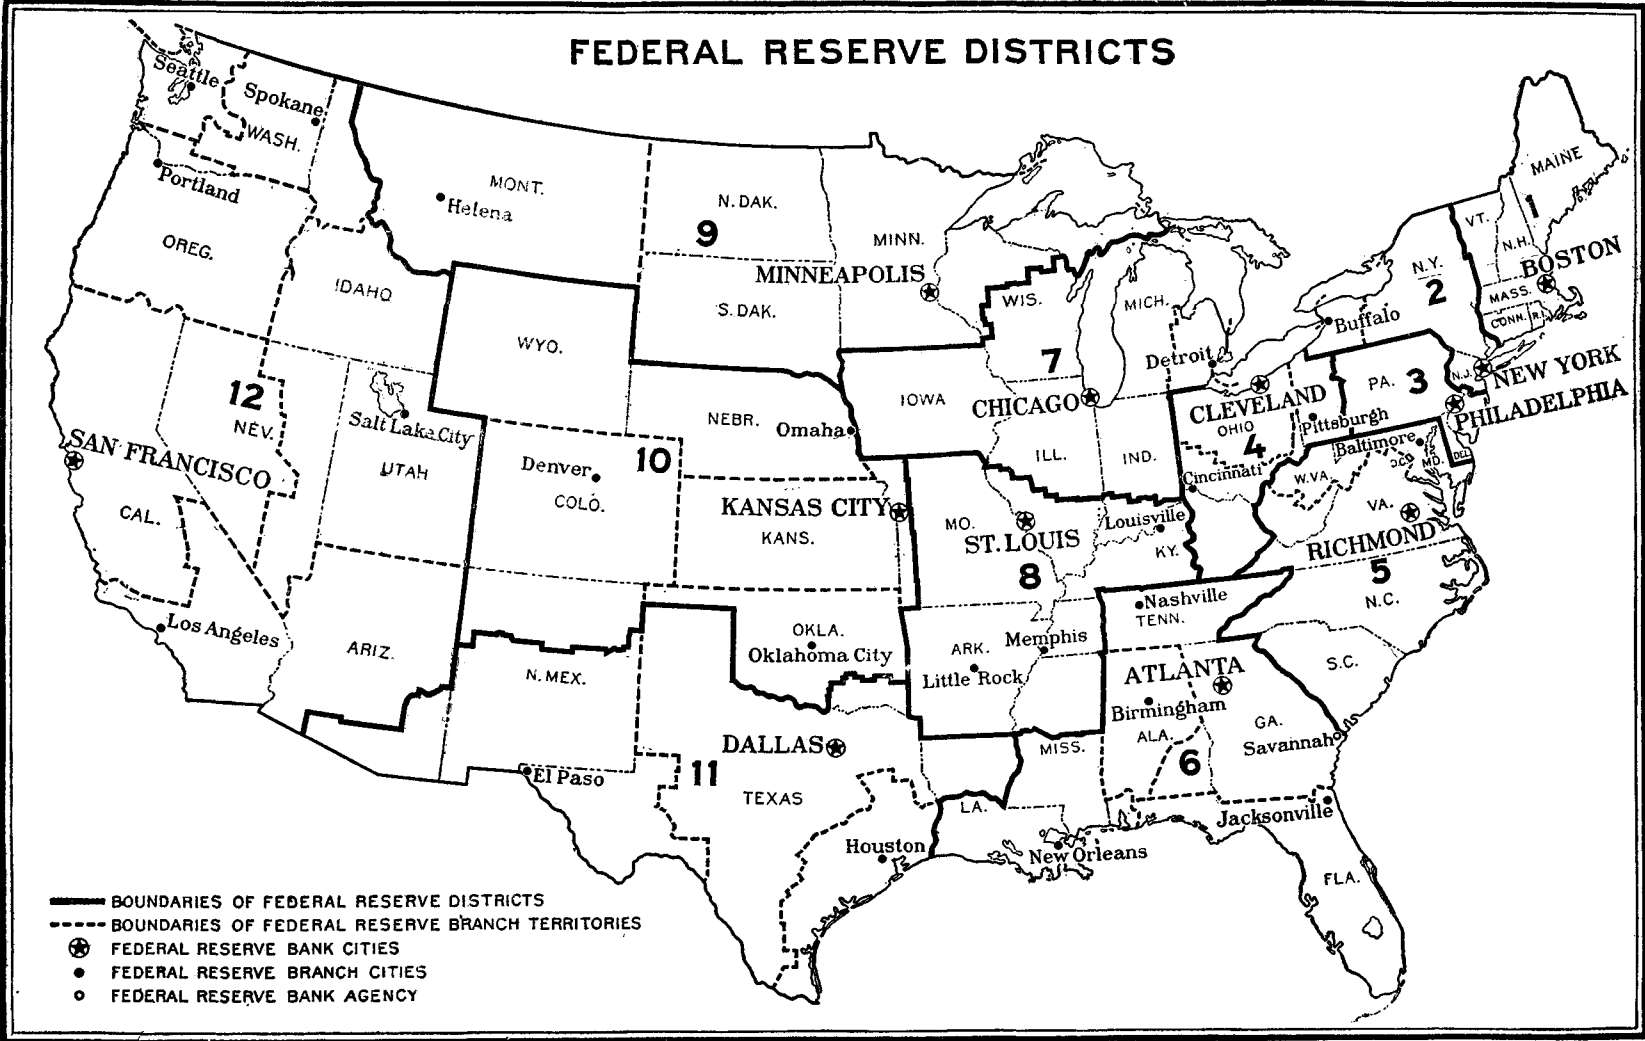 FEDERAL RESERVE DISTRICTS
Seattle
Spokane
WASH.
Portland
OREG.
IDAHO
MONT.
Helena
N. DAK.
9
S. DAK.
MINN.
MINNEAPOLIS
WIS.
MICH.
7
Detroit
MAINE
VT.
1
N.H.
BOSTON
MASS.
CONN.
R.I.
N.Y.
2
Buffalo
NEW YORK
N.J.
PA.
3
PHILADELPHIA
CLEVELAND
OHIO
4
Pittsburgh
Cincinnati
Baltimore
D.C.
MD.
DEL.
W.VA.
VA.
RICHMOND
5
N.C.
S.C.
WYO.
12
NEV.
SAN FRANCISCO
CAL.
Los Angeles
Salt Lake City
UTAH
ARIZ.
Denver
COLO.
10
NEBR.
Omaha
KANSAS CITY
KANS.
IOWA
CHICAGO
ILL.
IND.
MO.
ST. LOUIS
8
Louisville
KY.
Nashville
TENN.
Memphis
ARK.
Little Rock
OKLA.
Oklahoma City
N. MEX.
El Paso
DALLAS
11
TEXAS
Houston
LA.
New Orleans
MISS.
ATLANTA
Birmingham
ALA.
6
GA.
Savannah
Jacksonville
FLA.
BOUNDARIES OF FEDERAL RESERVE DISTRICTS
BOUNDARIES OF FEDERAL RESERVE BRANCH TERRITORIES
FEDERAL RESERVE BANK CITIES
FEDERAL RESERVE BRANCH CITIES
FEDERAL RESERVE BANK AGENCY